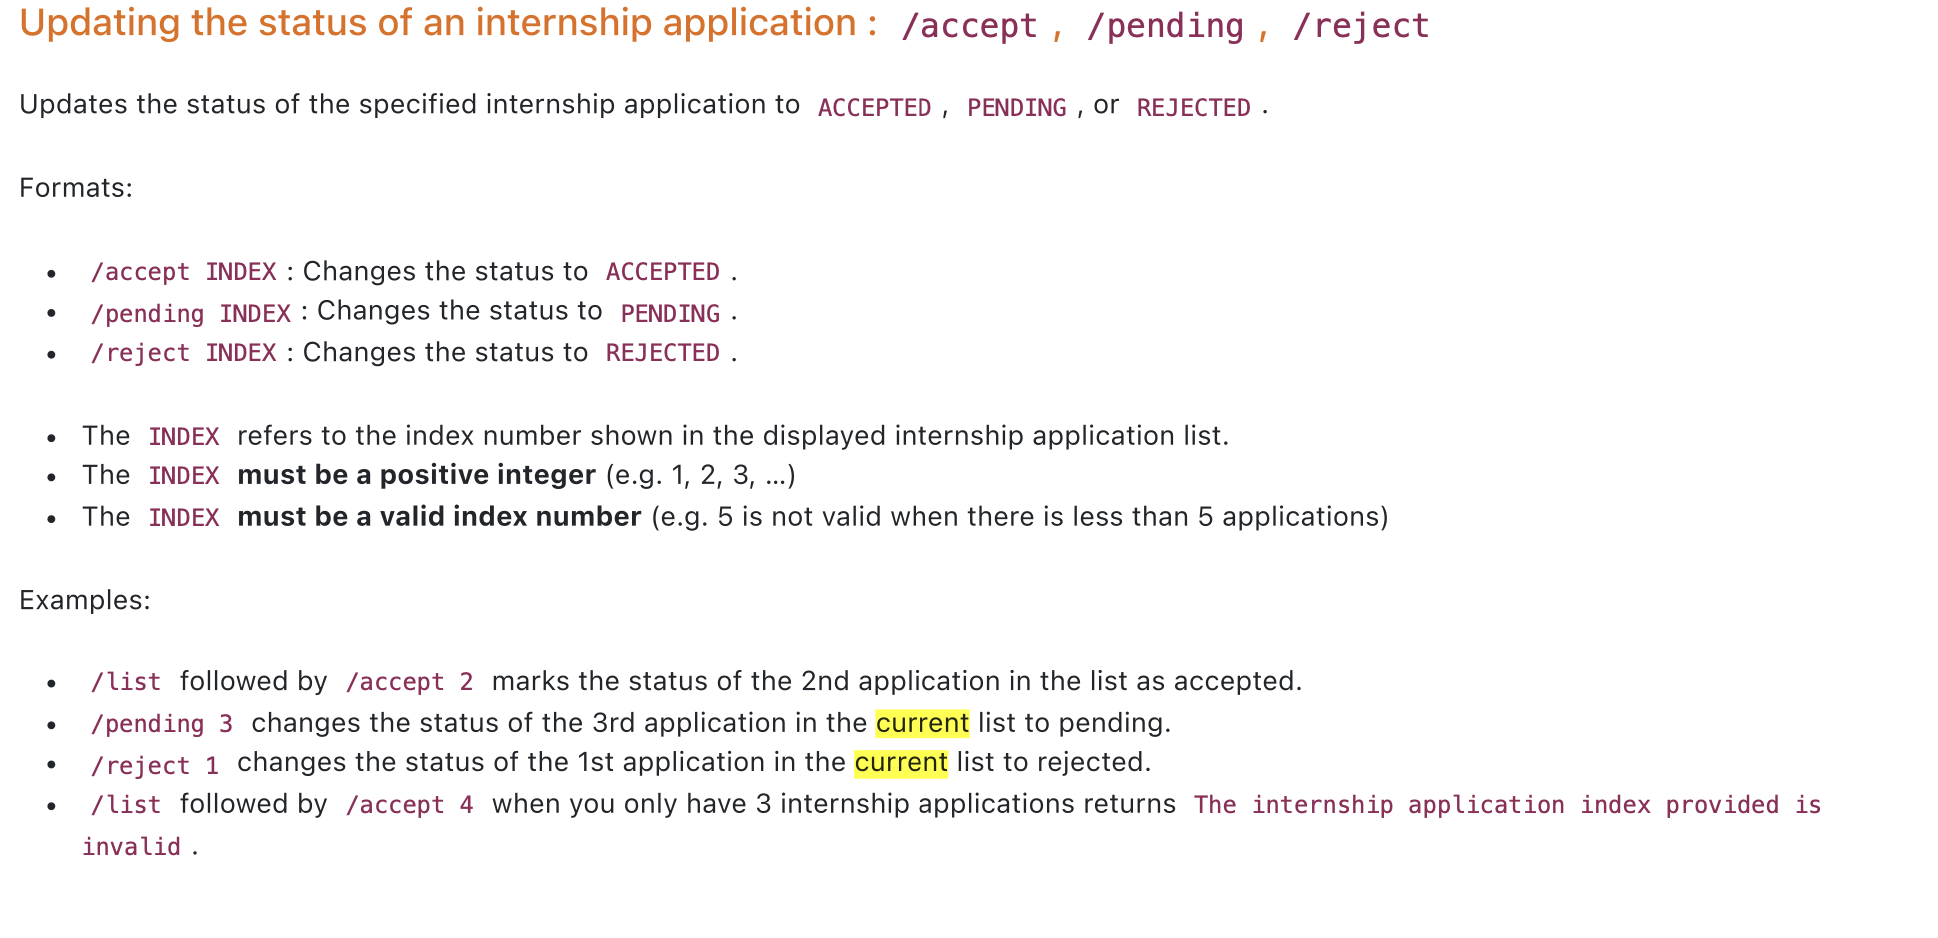 Updating the status of an internship application : /accept , /pending , /reject
Updates the status of the specified internship application to ACCEPTED , PENDING , or REJECTED .
Formats:
• /accept INDEX : Changes the status to ACCEPTED .
• /pending INDEX : Changes the status to PENDING .
• /reject INDEX : Changes the status to REJECTED .
• The INDEX refers to the index number shown in the displayed internship application list.
• The INDEX must be a positive integer (e.g. 1, 2, 3, …)
• The INDEX must be a valid index number (e.g. 5 is not valid when there is less than 5 applications)
Examples:
• /list followed by /accept 2 marks the status of the 2nd application in the list as accepted.
• /pending 3 changes the status of the 3rd application in the current list to pending.
• /reject 1 changes the status of the 1st application in the current list to rejected.
• /list followed by /accept 4 when you only have 3 internship applications returns The internship application index provided is
invalid .